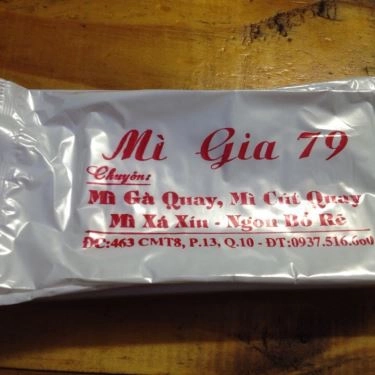 Mì Gia 79
Chuyên:
Mì Gà Quay, Mì Cút Quay
Mì Xá Xíu - Ngon Bổ Rẻ
ĐC:463 CMT8, P.13, Q.10 - ĐT:0937.516.660